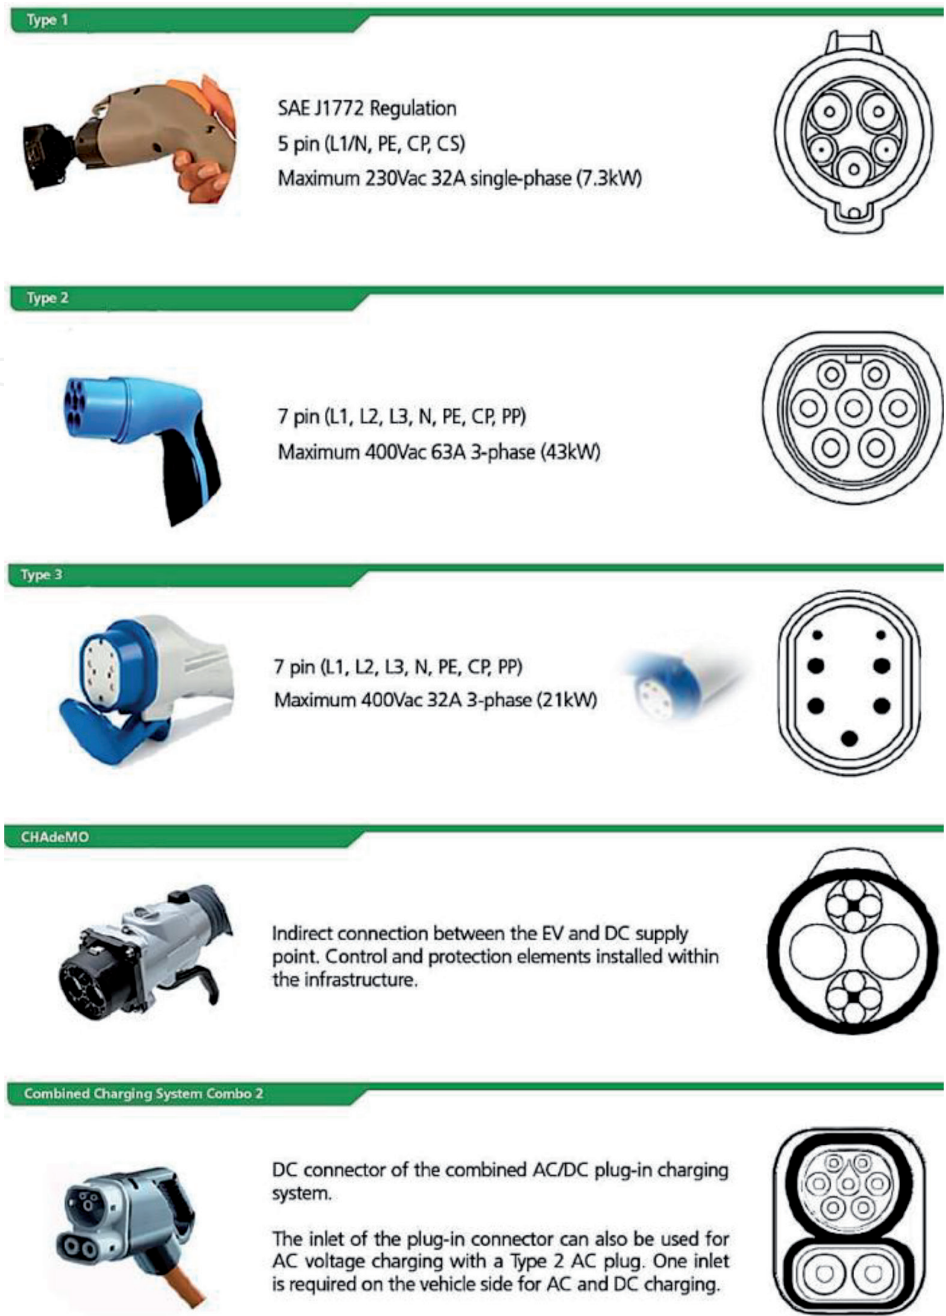 Type 1
SAE J1772 Regulation
5 pin (L1/N, PE, CP, CS)
Maximum 230Vac 32A single-phase (7.3kW)
Type 2
7 pin (L1, L2, L3, N, PE, CP, PP)
Maximum 400Vac 63A 3-phase (43kW)
Type 3
7 pin (L1, L2, L3, N, PE, CP, PP)
Maximum 400Vac 32A 3-phase (21kW)
CHAdeMO
Indirect connection between the EV and DC supply
point. Control and protection elements installed within
the infrastructure.
Combined Charging System Combo 2
DC connector of the combined AC/DC plug-in charging
system.
The inlet of the plug-in connector can also be used for
AC voltage charging with a Type 2 AC plug. One inlet
is required on the vehicle side for AC and DC charging.